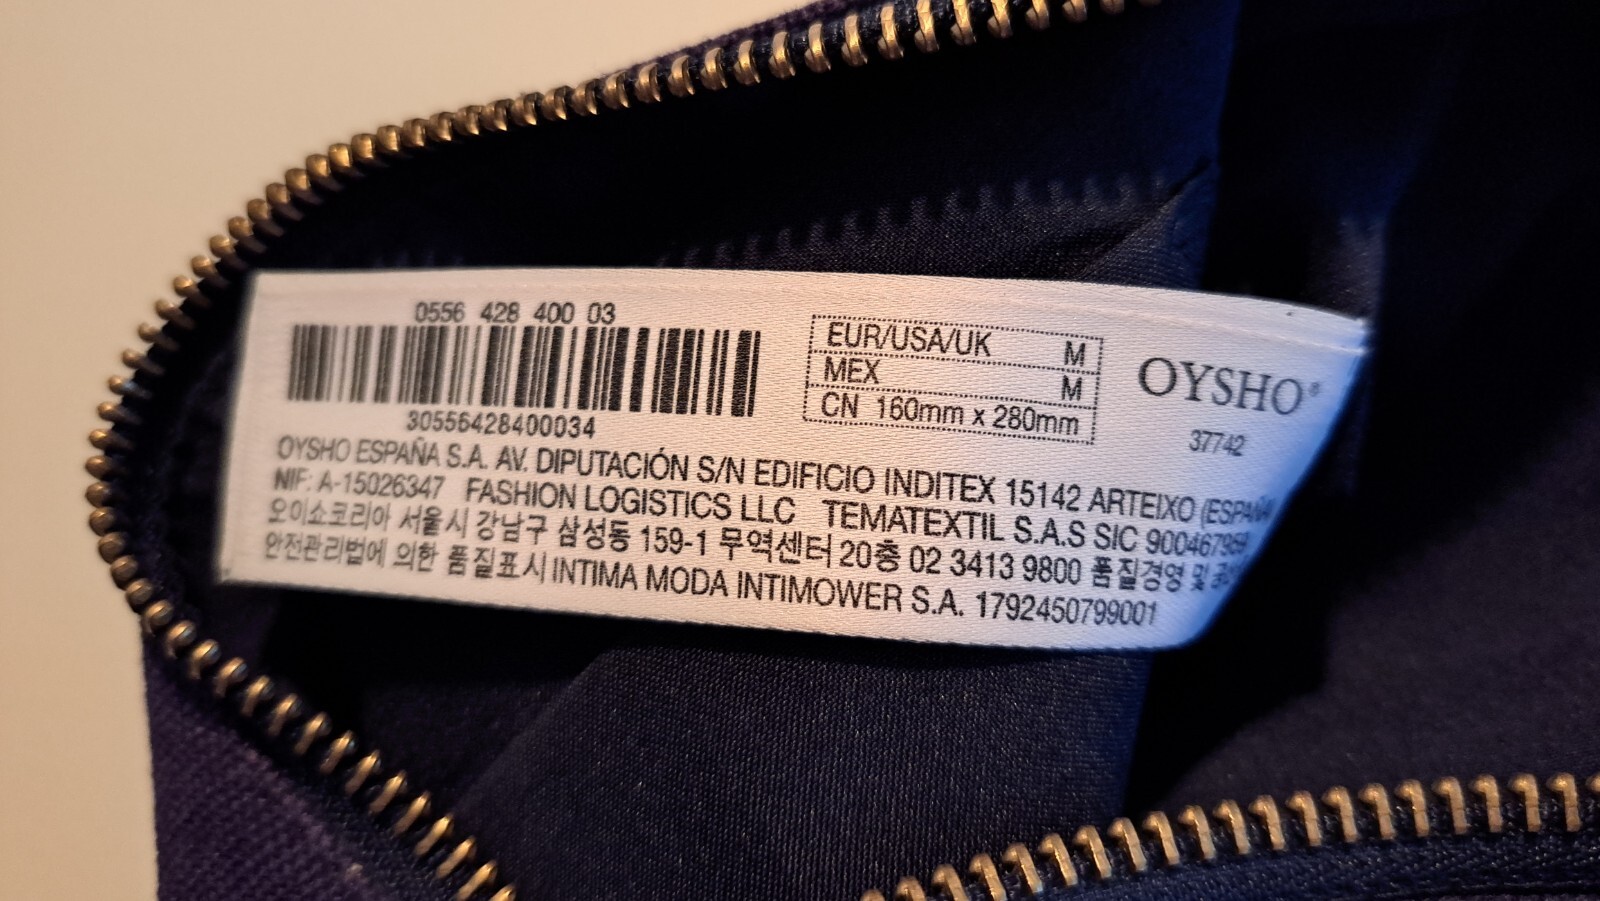 0556 428 400 03
30556428400034
EUR/USA/UK M
MEX M
CN 160mm x 280mm
OYSHO®
37742
OYSHO ESPAÑA S.A. AV. DIPUTACIÓN S/N EDIFICIO INDITEX 15142 ARTEIXO (ESPAÑA)
NIF: A-15026347 FASHION LOGISTICS LLC TEMATEXTIL S.A.S SIC
오이쇼코리아 서울시 강남구 삼성동 159-1 무역센터 20층 02 3413 9800 품질경영 및
안전관리법에 의한 품질표시 INTIMA MODA INTIMOWER S.A. 1792450799001